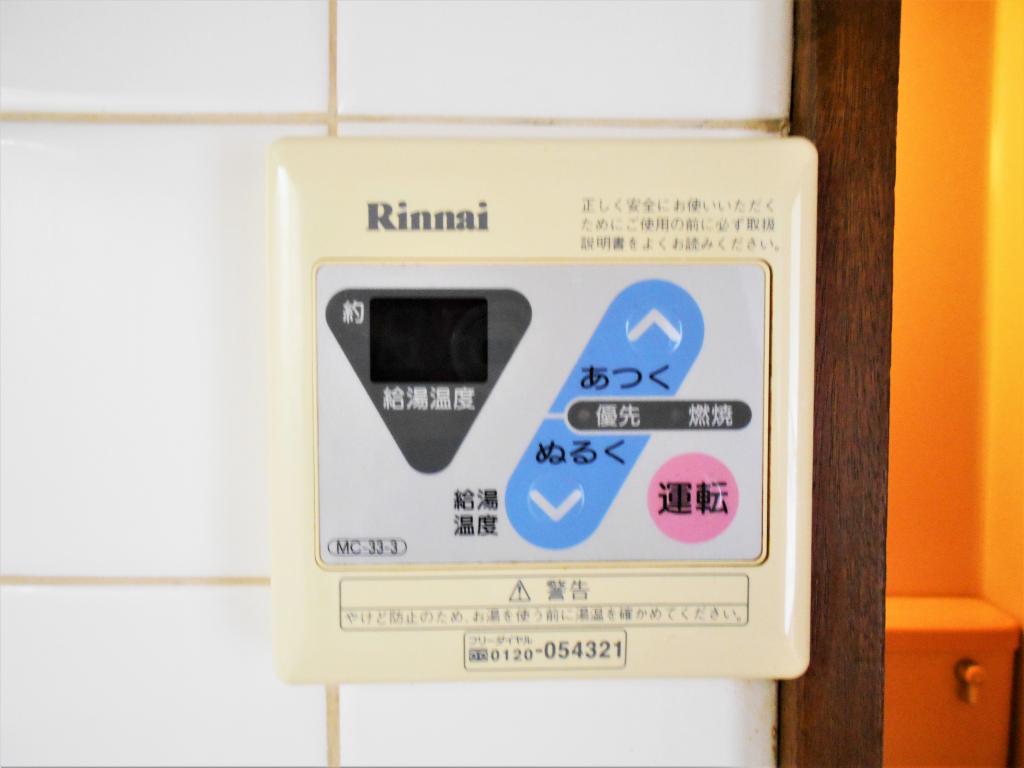 Rinnai
正しく安全にお使いいただく
ためにご使用の前に必ず取扱
説明書をよくお読みください。
約
給湯温度
あつく
優先 燃焼
ぬるく
給湯
温度
運転
MC-33-3
⚠ 警告
やけど防止のため、お湯を使う前に湯温を確かめてください。
フリーダイヤル
0120-054321